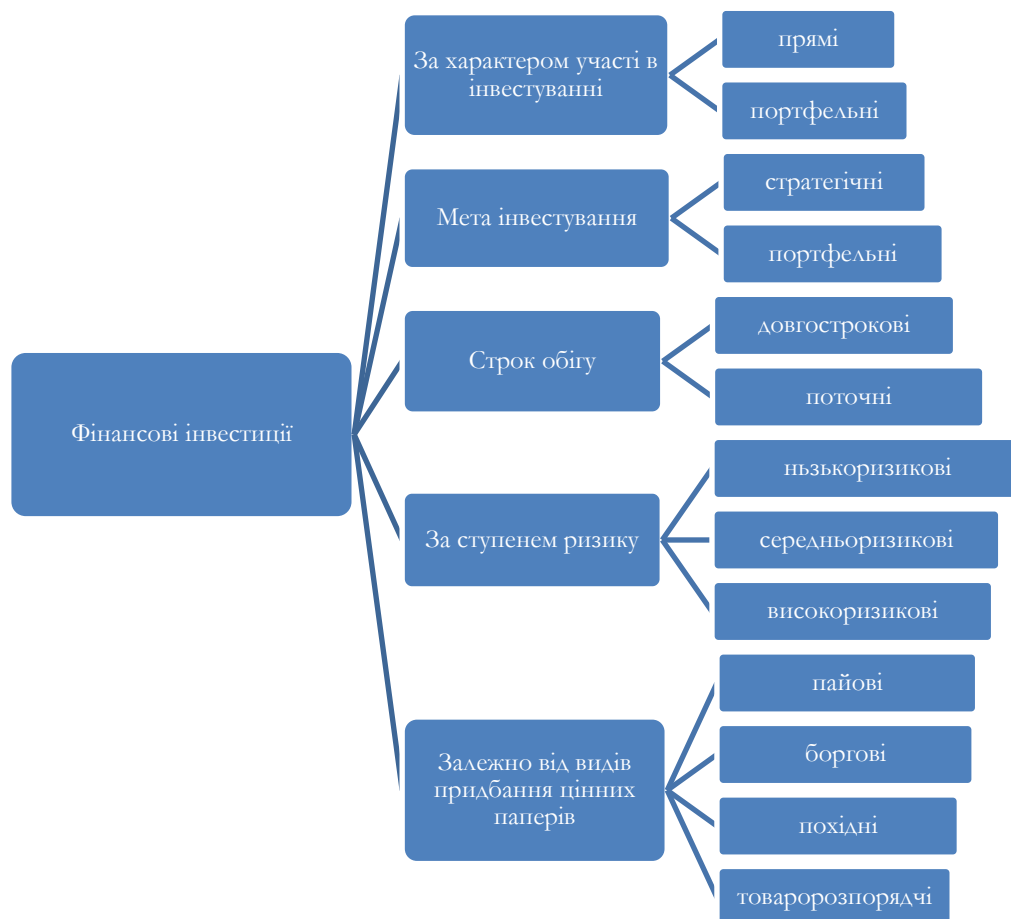 Фінансові інвестиції
За характером участі в
інвестуванні
прямі
портфельні
Мета інвестування
стратегічні
портфельні
Строк обігу
довгострокові
поточні
За ступенем ризику
ньзькоризикові
середньоризикові
високоризикові
Залежно від видів
придбання цінних
паперів
пайові
боргові
похідні
товаророзпорядчі